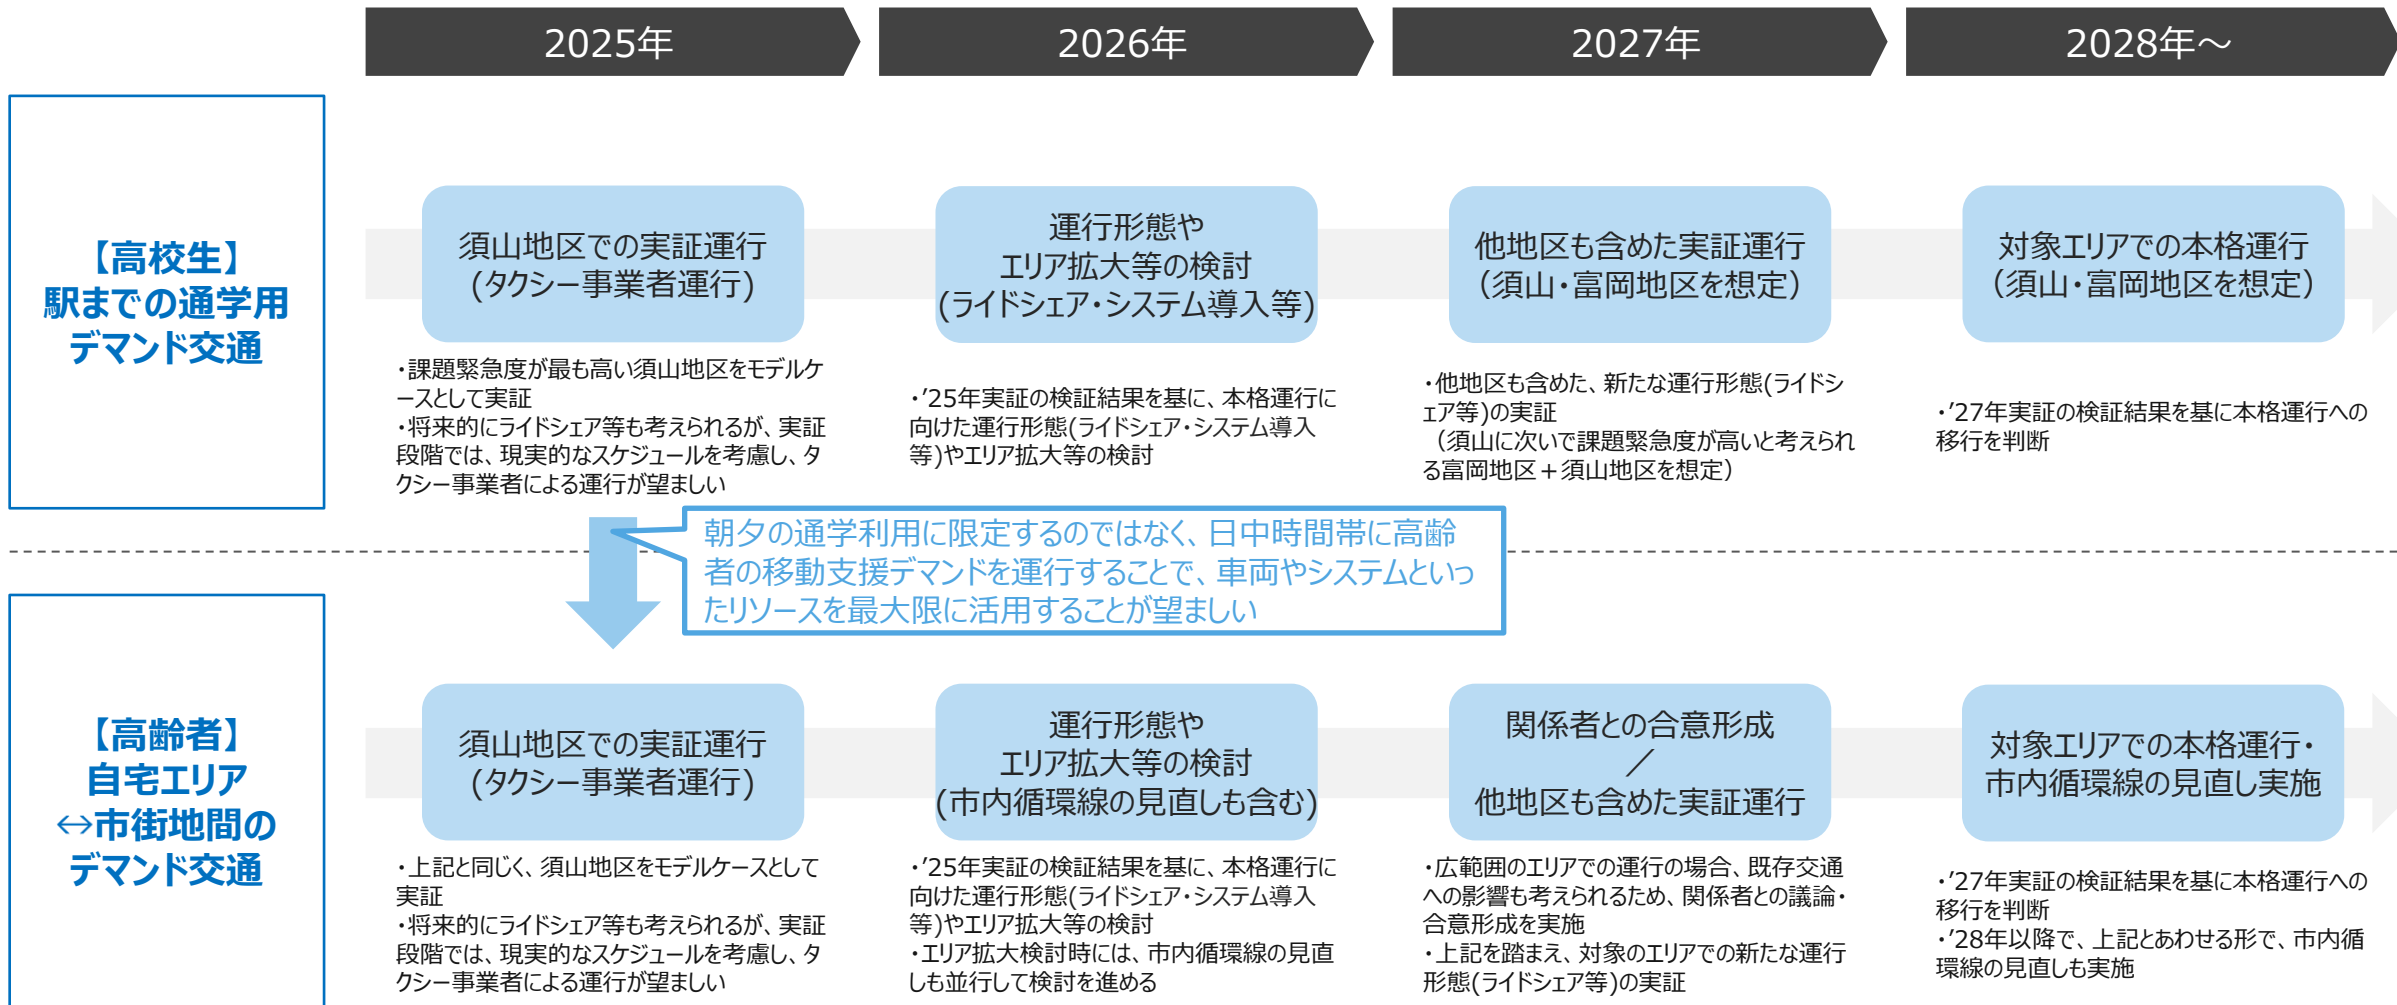 2025年
2026年
2027年
2028年～
【高校生】
駅までの通学用
デマンド交通
須山地区での実証運行
(タクシー事業者運行)
・課題緊急度が最も高い須山地区をモデルケ
ースとして実証
・将来的にライドシェア等も考えられるが、実証
段階では、現実的なスケジュールを考慮し、タ
クシー事業者による運行が望ましい
運行形態や
エリア拡大等の検討
(ライドシェア・システム導入等)
・’25年実証の検証結果を基に、本格運行に
向けた運行形態(ライドシェア・システム導入
等)やエリア拡大等の検討
他地区も含めた実証運行
（須山・富岡地区を想定）
・他地区も含めた、新たな運行形態(ライドシ
ェア等)の実証
（須山に次いで課題緊急度が高いと考えられ
る富岡地区＋須山地区を想定）
対象エリアでの本格運行
（須山・富岡地区を想定）
・’27年実証の検証結果を基に本格運行への
移行を判断
朝夕の通学利用に限定するのではなく、日中時間帯に高齢
者の移動支援デマンドを運行することで、車両やシステムといっ
たリソースを最大限に活用することが望ましい
【高齢者】
自宅エリア
↔市街地間の
デマンド交通
須山地区での実証運行
(タクシー事業者運行)
・上記と同じく、須山地区をモデルケースとして
実証
・将来的にライドシェア等も考えられるが、実証
段階では、現実的なスケジュールを考慮し、タ
クシー事業者による運行が望ましい
運行形態や
エリア拡大等の検討
(市内循環線の見直しも含む)
・’25年実証の検証結果を基に、本格運行に
向けた運行形態(ライドシェア・システム導入
等)やエリア拡大等の検討
・エリア拡大検討時には、市内循環線の見直
しも並行して検討を進める
関係者との合意形成
／
他地区も含めた実証運行
・広範囲のエリアでの運行の場合、既存交通
への影響も考えられるため、関係者との議論・
合意形成を実施
・上記を踏まえ、対象のエリアでの新たな運行
形態(ライドシェア等)の実証
対象エリアでの本格運行・
市内循環線の見直し実施
・’27年実証の検証結果を基に本格運行への
移行を判断
・’28年以降で、上記とあわせる形で、市内循
環線の見直しも実施